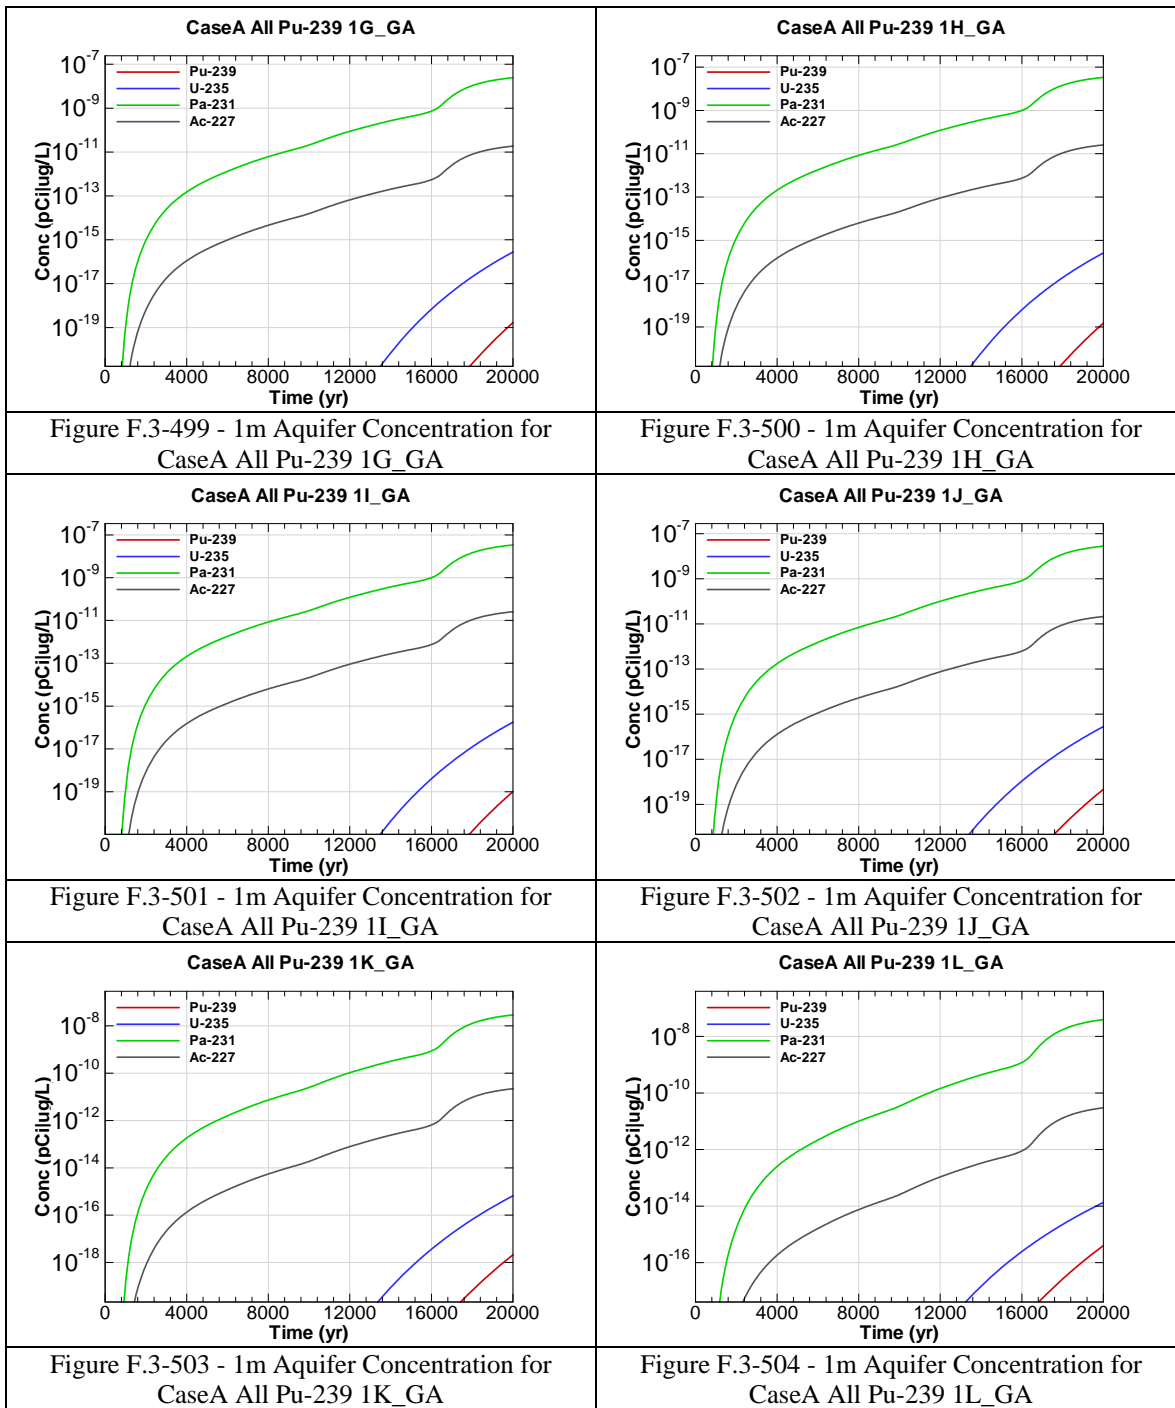 CaseA All Pu-239 1G_GA
Conc (pCi|ug/L)
10-7
10-9
10-11
10-13
10-15
10-17
10-19
Pu-239
U-235
Pa-231
Ac-227
0 4000 8000 12000 16000 20000
Time (yr)
Figure F.3-499 - 1m Aquifer Concentration for
CaseA All Pu-239 1G_GA
CaseA All Pu-239 1H_GA
Conc (pCi|ug/L)
10-7
10-9
10-11
10-13
10-15
10-17
10-19
Pu-239
U-235
Pa-231
Ac-227
0 4000 8000 12000 16000 20000
Time (yr)
Figure F.3-500 - 1m Aquifer Concentration for
CaseA All Pu-239 1H_GA
CaseA All Pu-239 1I_GA
Conc (pCi|ug/L)
10-7
10-9
10-11
10-13
10-15
10-17
10-19
Pu-239
U-235
Pa-231
Ac-227
0 4000 8000 12000 16000 20000
Time (yr)
Figure F.3-501 - 1m Aquifer Concentration for
CaseA All Pu-239 1I_GA
CaseA All Pu-239 1J_GA
Conc (pCi|ug/L)
10-7
10-9
10-11
10-13
10-15
10-17
10-19
Pu-239
U-235
Pa-231
Ac-227
0 4000 8000 12000 16000 20000
Time (yr)
Figure F.3-502 - 1m Aquifer Concentration for
CaseA All Pu-239 1J_GA
CaseA All Pu-239 1K_GA
Conc (pCi|ug/L)
10-8
10-10
10-12
10-14
10-16
10-18
Pu-239
U-235
Pa-231
Ac-227
0 4000 8000 12000 16000 20000
Time (yr)
Figure F.3-503 - 1m Aquifer Concentration for
CaseA All Pu-239 1K_GA
CaseA All Pu-239 1L_GA
Conc (pCi|ug/L)
10-8
10-10
10-12
10-14
10-16
Pu-239
U-235
Pa-231
Ac-227
0 4000 8000 12000 16000 20000
Time (yr)
Figure F.3-504 - 1m Aquifer Concentration for
CaseA All Pu-239 1L_GA